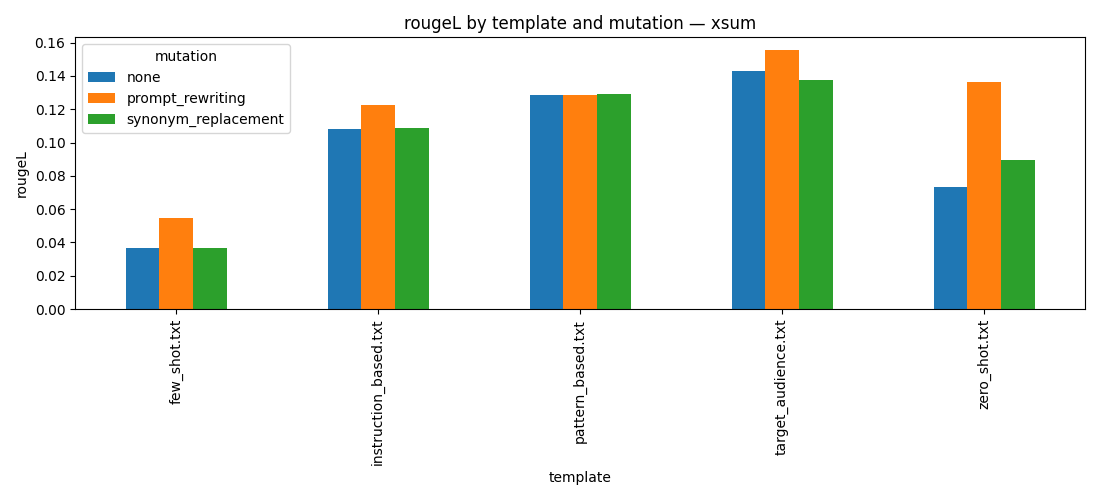 rougeL by template and mutation — xsum
mutation
none
prompt_rewriting
synonym_replacement
rougeL
0.16
0.14
0.12
0.10
0.08
0.06
0.04
0.02
0.00
few_shot.txt
instruction_based.txt
pattern_based.txt
target_audience.txt
zero_shot.txt
template